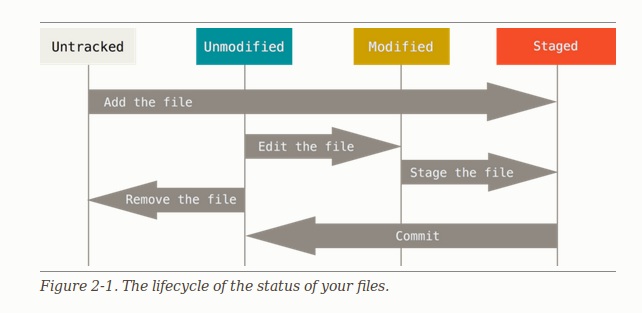 Untracked Unmodified Modified Staged
Add the file
Edit the file
Stage the file
Remove the file
Commit
Figure 2-1. The lifecycle of the status of your files.